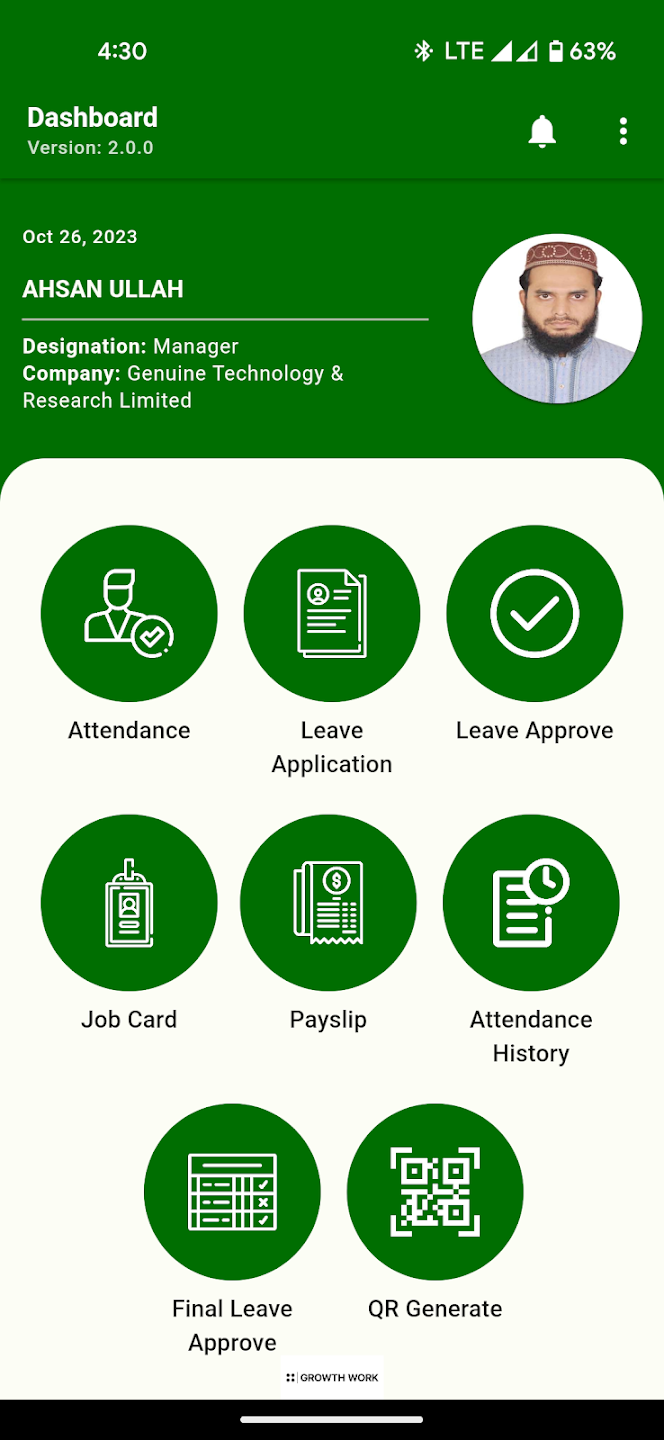 4:30
LTE 63%
Dashboard
Version: 2.0.0
Oct 26, 2023
AHSAN ULLAH
Designation: Manager
Company: Genuine Technology &
Research Limited
Attendance
Leave
Application
Leave Approve
Job Card
Payslip
Attendance
History
Final Leave
Approve
QR Generate
GROWTH WORK